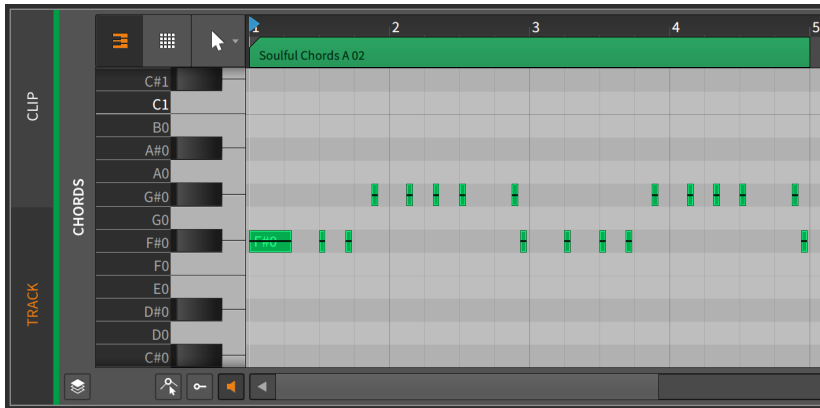 1 2 3 4 5
Soulful Chords A 02
CLIP
TRACK
CHORDS
C#1
C1
B0
A#0
A0
G#0
G0
F#0 F#0
F0
E0
D#0
D0
C#0